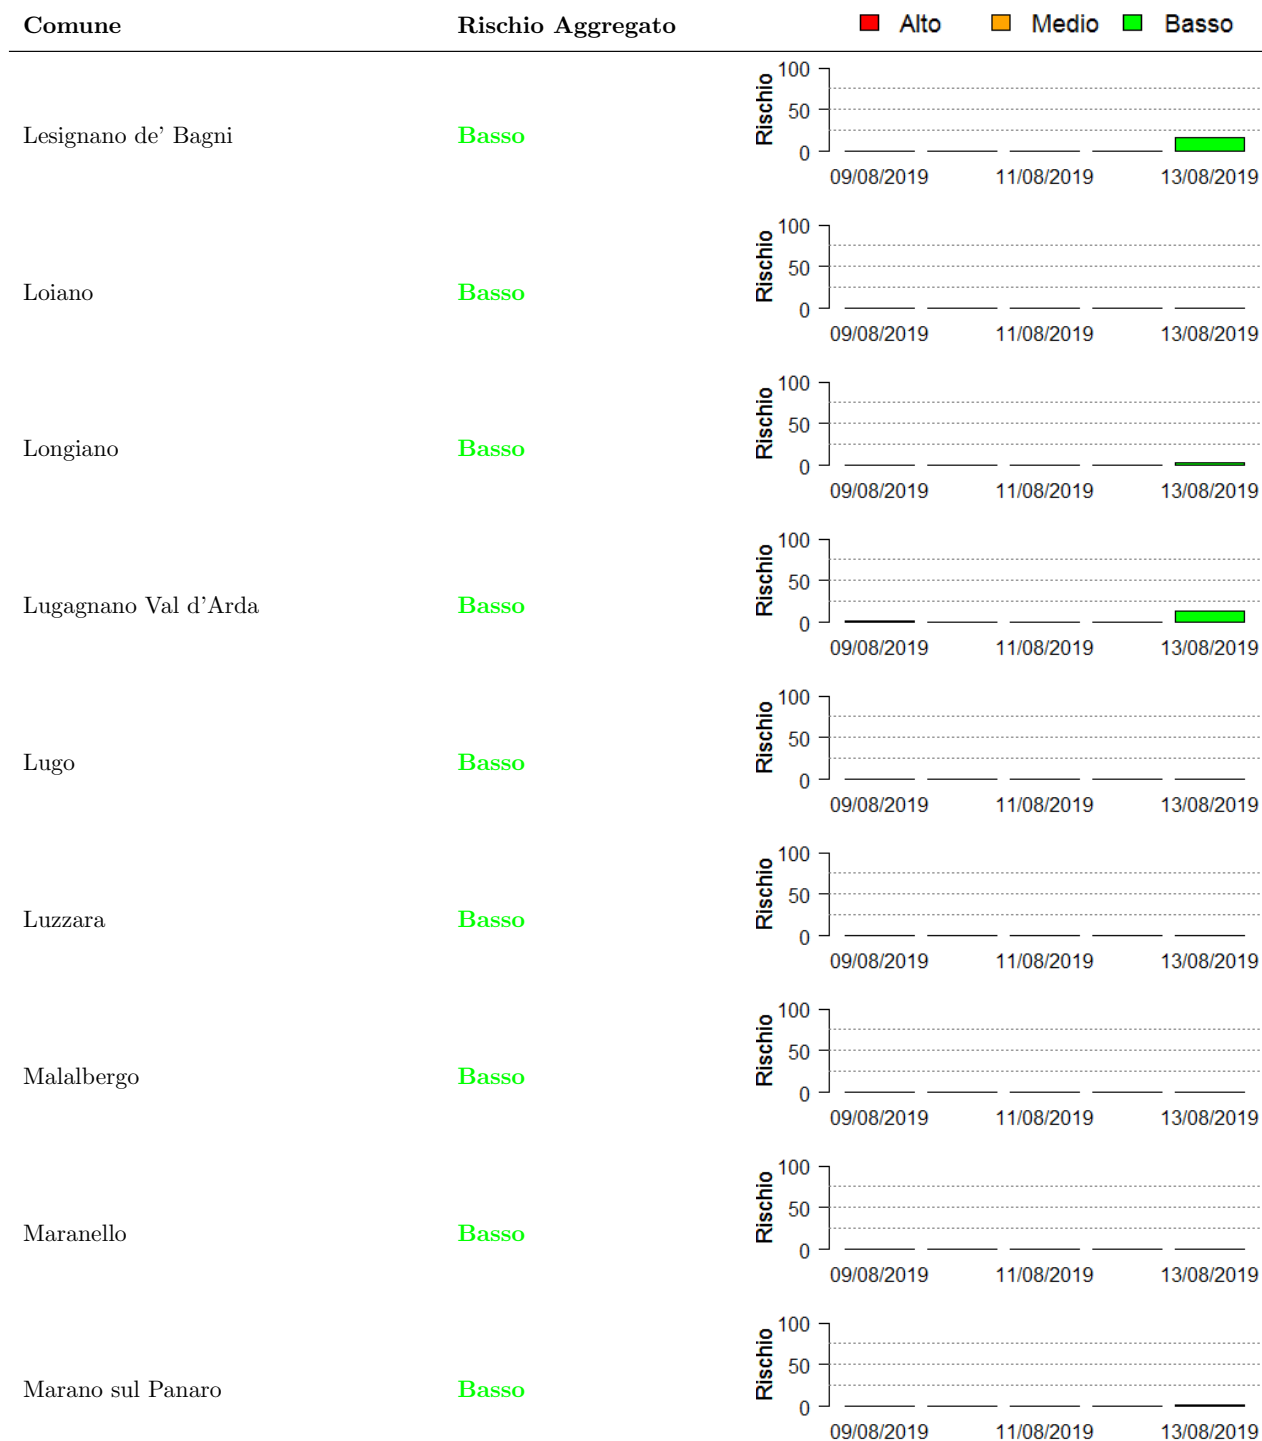 Comune Rischio Aggregato Alto Medio Basso
Lesignano de' Bagni Basso Rischio 100 50 0
09/08/2019 11/08/2019 13/08/2019
Loiano Basso Rischio 100 50 0
09/08/2019 11/08/2019 13/08/2019
Longiano Basso Rischio 100 50 0
09/08/2019 11/08/2019 13/08/2019
Lugagnano Val d'Arda Basso Rischio 100 50 0
09/08/2019 11/08/2019 13/08/2019
Lugo Basso Rischio 100 50 0
09/08/2019 11/08/2019 13/08/2019
Luzzara Basso Rischio 100 50 0
09/08/2019 11/08/2019 13/08/2019
Malalbergo Basso Rischio 100 50 0
09/08/2019 11/08/2019 13/08/2019
Maranello Basso Rischio 100 50 0
09/08/2019 11/08/2019 13/08/2019
Marano sul Panaro Basso Rischio 100 50 0
09/08/2019 11/08/2019 13/08/2019